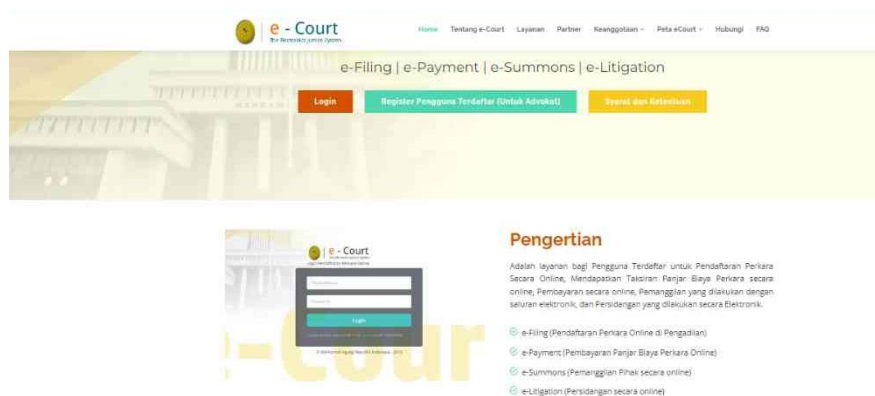 e - Court
The Electronics Justice System
Home Tentang e-Court Layanan Partner Keanggotaan Peta eCourt Hubungi FAQ
e-Filing | e-Payment | e-Summons | e-Litigation
Login Register Pengguna Terdaftar (Untuk Advokat) Syarat dan Ketentuan
e - Court
Login
e-Cour
Pengertian
Adalah layanan bagi Pengguna Terdaftar untuk Pendaftaran Perkara
Secara Online, Mendapatkan Taksiran Panjar Biaya Perkara secara
online, Pembayaran secara online, Pemanggilan yang dilakukan dengan
saluran elektronik, dan Persidangan yang dilakukan secara Elektronik.
e-Filing (Pendaftaran Perkara Online di Pengadilan)
e-Payment (Pembayaran Panjar Biaya Perkara Online)
e-Summons (Pemanggilan Pihak secara online)
e-Litigation (Persidangan secara online)